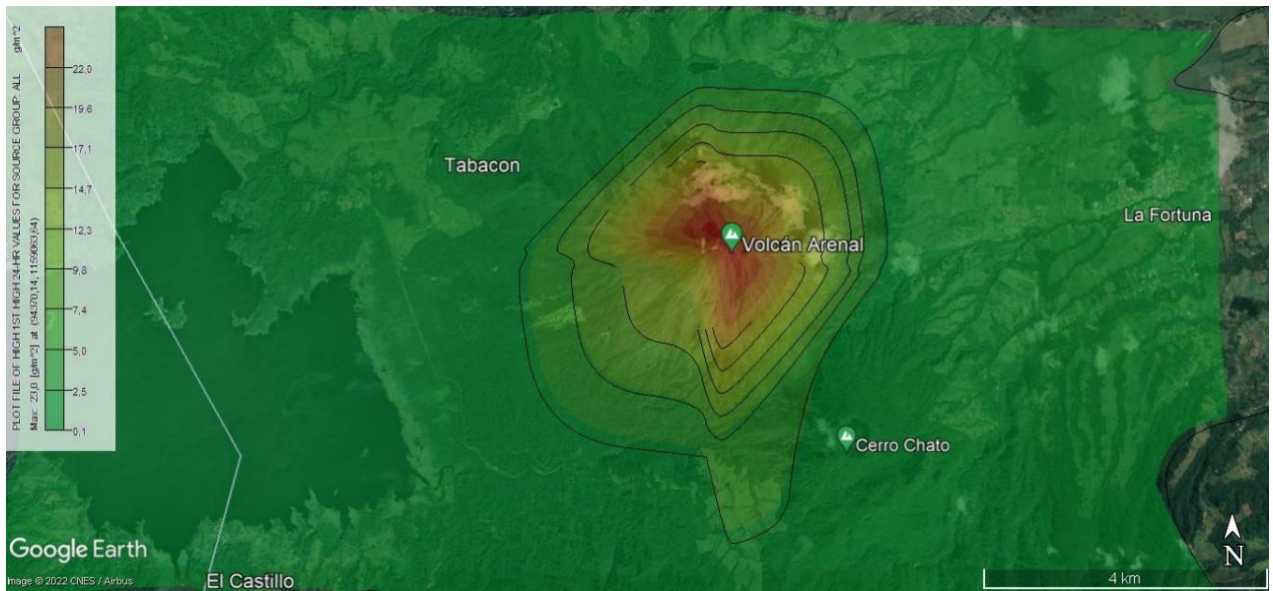 PLOT FILE OF HIGH 1ST HIGH 24-HR VALUES FOR SOURCE GROUP: ALL g/m^2
Max: 23,0 [g/m^2] at (94370,14, 1159063,64)
22,0
19,6
17,1
14,7
12,3
9,8
7,4
5,0
2,5
0,1
Tabacon
La Fortuna
Volcán Arenal
Cerro Chato
Google Earth
Image © 2022 CNES / Airbus
El Castillo
N
4 km